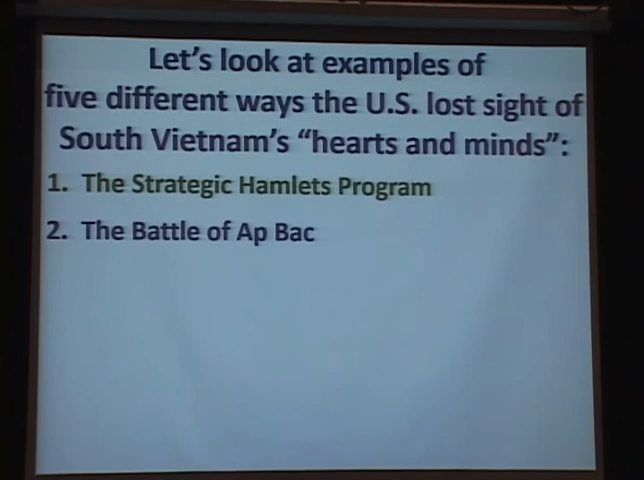 Let's look at examples of
five different ways the U.S. lost sight of
South Vietnam's “hearts and minds”:
1. The Strategic Hamlets Program
2. The Battle of Ap Bac